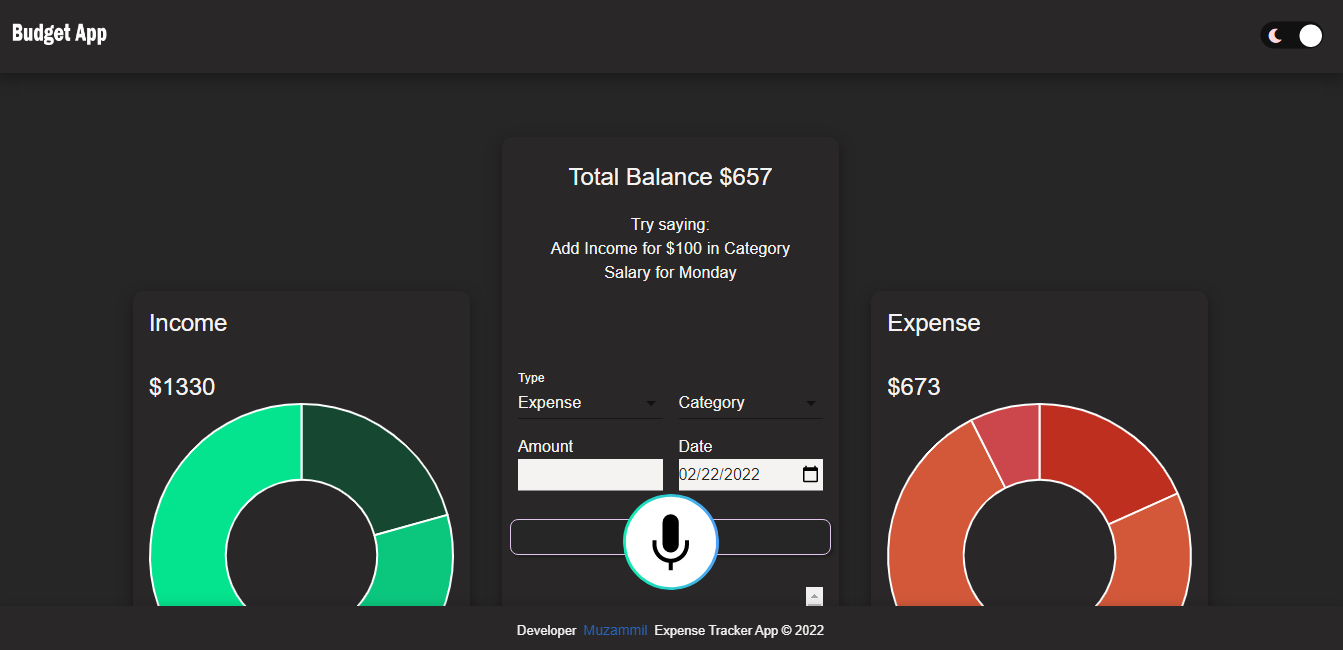 Budget App
Total Balance $657
Try saying:
Add Income for $100 in Category
Salary for Monday
Income
$1330
Type
Expense
Category
Amount
Date
02/22/2022
Expense
$673
Developer Muzammil Expense Tracker App © 2022